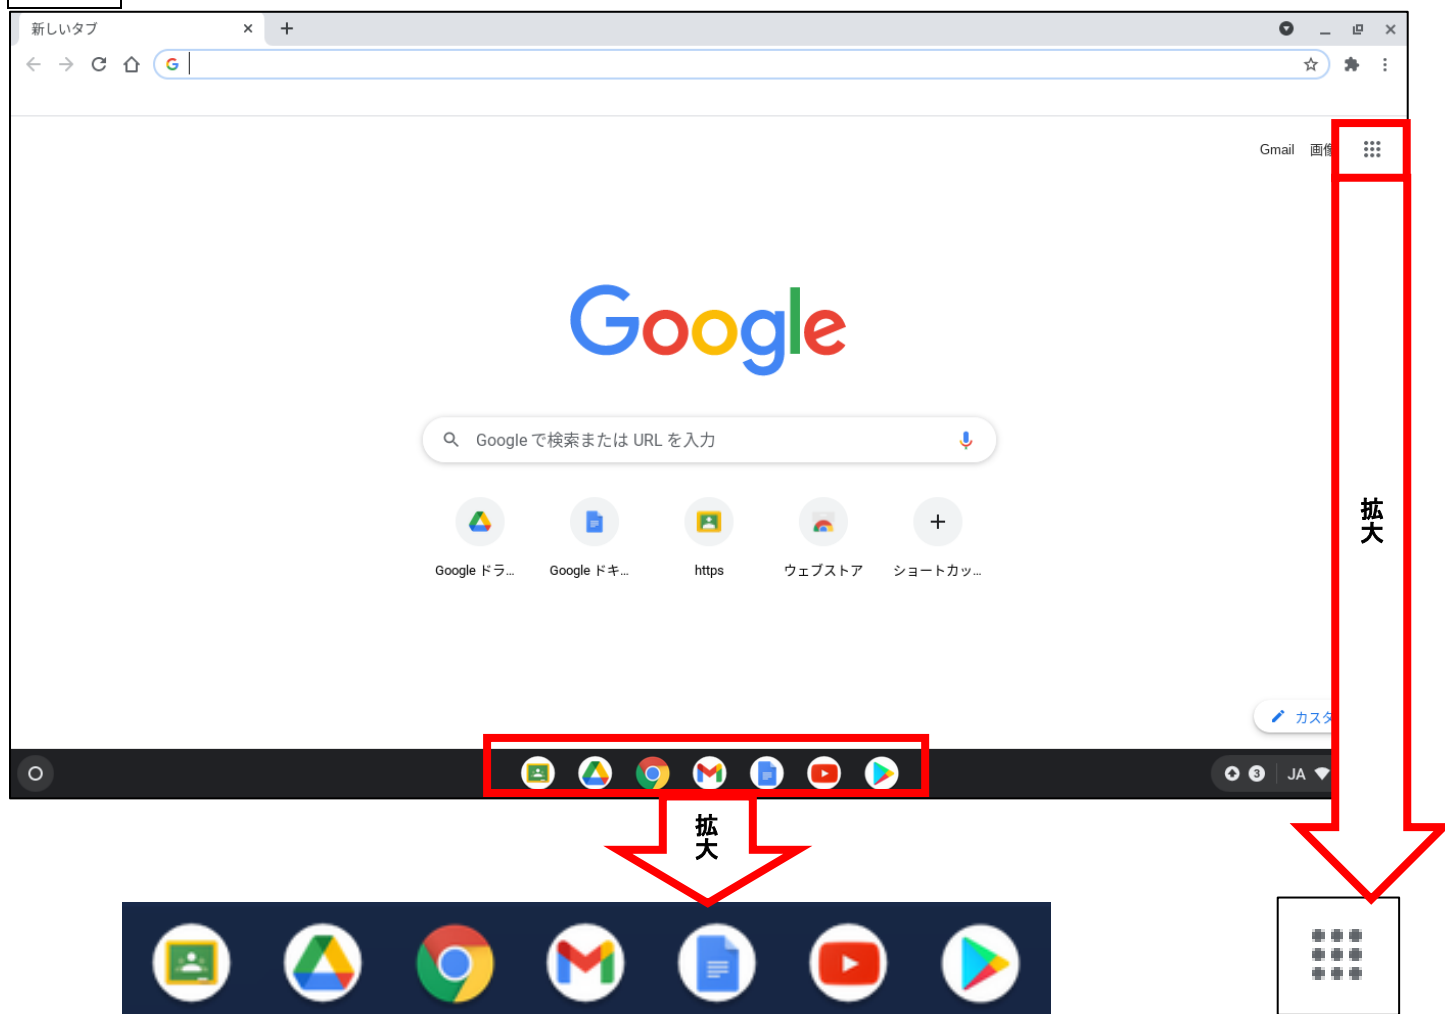 新しいタブ
Gmail 画像
Google
Google で検索または URL を入力
Google ドラ...
Google ドキ...
https
ウェブストア
ショートカッ...
カスタ
3 JA
拡大
拡大